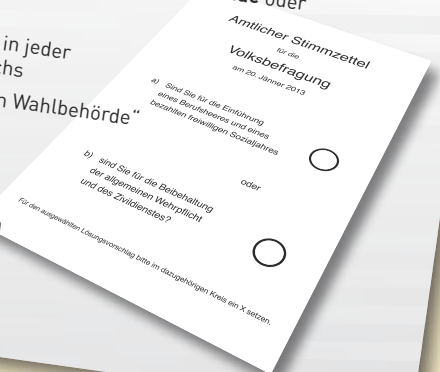 oder
in jeder
chs
n Wahlbehörde“
Amtlicher Stimmzettel
für die
Volksbefragung
am 20. Jänner 2013
a) Sind Sie für die Einführung
eines Berufsheeres und eines
bezahlten freiwilligen Sozialjahres
oder
b) sind Sie für die Beibehaltung
der allgemeinen Wehrpflicht
und des Zivildienstes?
Für den ausgewählten Lösungsvorschlag bitte im dazugehörigen Kreis ein X setzen.